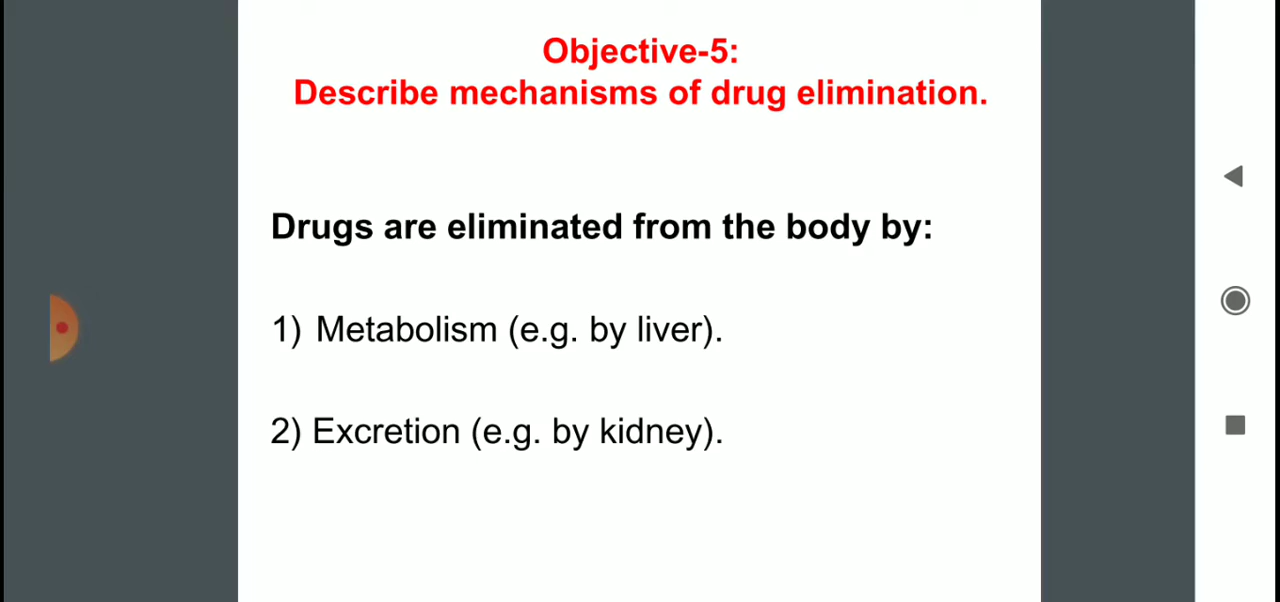 Objective-5:
Describe mechanisms of drug elimination.
Drugs are eliminated from the body by:
1) Metabolism (e.g. by liver).
2) Excretion (e.g. by kidney).